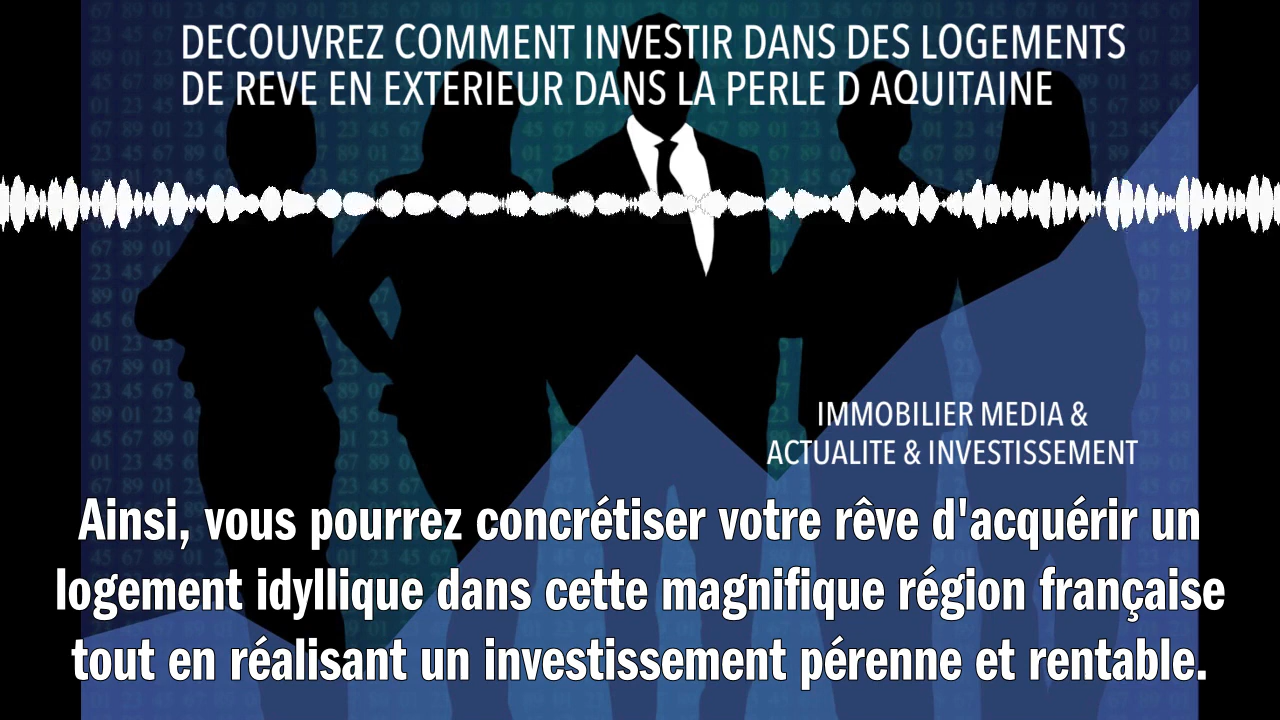 DECOUVREZ COMMENT INVESTIR DANS DES LOGEMENTS
DE REVE EN EXTERIEUR DANS LA PERLE D AQUITAINE
IMMOBILIER MEDIA &
ACTUALITE & INVESTISSEMENT
Ainsi, vous pourrez concrétiser votre rêve d'acquérir un
logement idyllique dans cette magnifique région française
tout en réalisant un investissement pérenne et rentable.